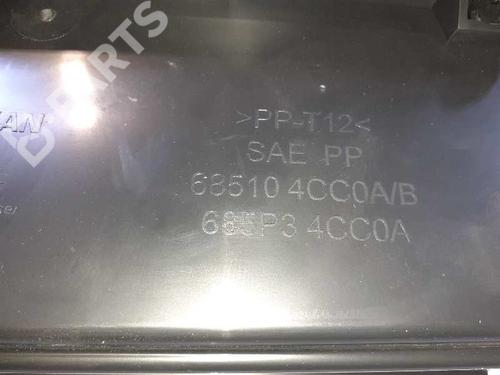 B-PARTS
>PP-T12<
SAE PP
68510 4CC0A/B
685P3 4CC0A